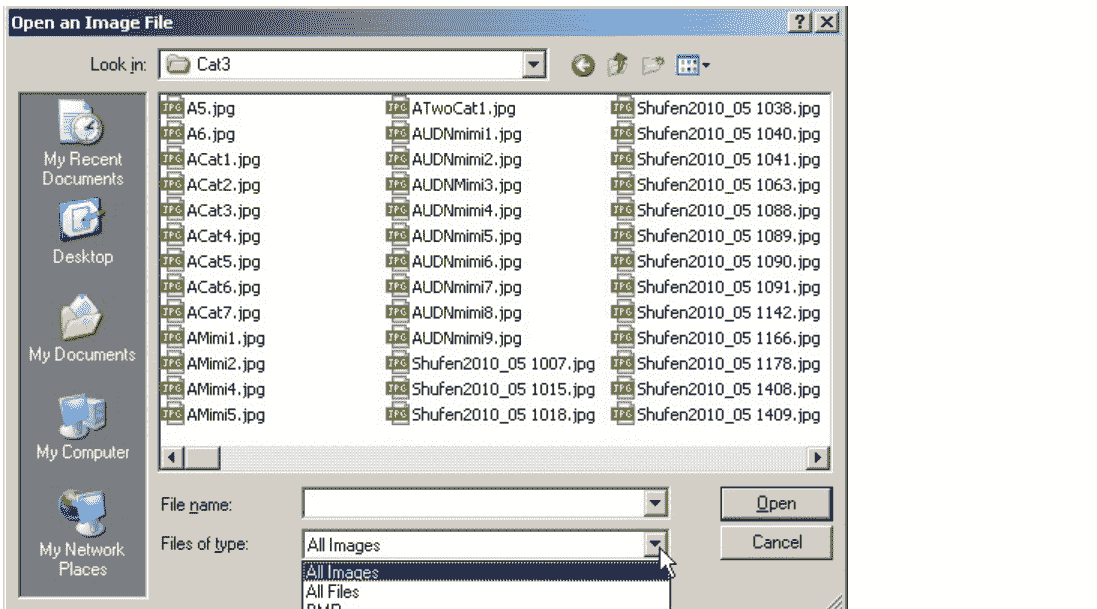 Open an Image File
Look in: Cat3
My Recent
Documents
Desktop
My Documents
My Computer
My Network
Places
A5.jpg
A6.jpg
ACat1.jpg
ACat2.jpg
ACat3.jpg
ACat4.jpg
ACat5.jpg
ACat6.jpg
ACat7.jpg
AMimi1.jpg
AMimi2.jpg
AMimi4.jpg
AMimi5.jpg
ATwoCat1.jpg
AUDNmimi1.jpg
AUDNmimi2.jpg
AUDNMimi3.jpg
AUDNmimi4.jpg
AUDNmimi5.jpg
AUDNmimi6.jpg
AUDNmimi7.jpg
AUDNmimi8.jpg
AUDNmimi9.jpg
Shufen2010_05 1007.jpg
Shufen2010_05 1015.jpg
Shufen2010_05 1018.jpg
Shufen2010_05 1038.jpg
Shufen2010_05 1040.jpg
Shufen2010_05 1041.jpg
Shufen2010_05 1063.jpg
Shufen2010_05 1088.jpg
Shufen2010_05 1089.jpg
Shufen2010_05 1090.jpg
Shufen2010_05 1091.jpg
Shufen2010_05 1142.jpg
Shufen2010_05 1166.jpg
Shufen2010_05 1178.jpg
Shufen2010_05 1408.jpg
Shufen2010_05 1409.jpg
File name:
Open
Files of type: All Images
Cancel
All Images
All Files